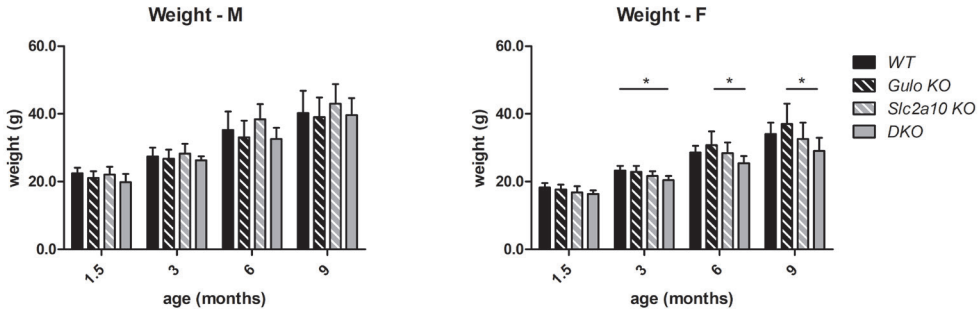 Weight - M
60.0
40.0
20.0
0.0
weight (g)
1.5
3
6
9
age (months)
Weight - F
60.0
40.0
20.0
0.0
weight (g)
*
*
*
1.5
3
6
9
age (months)
WT
Gulo KO
Slc2a10 KO
DKO